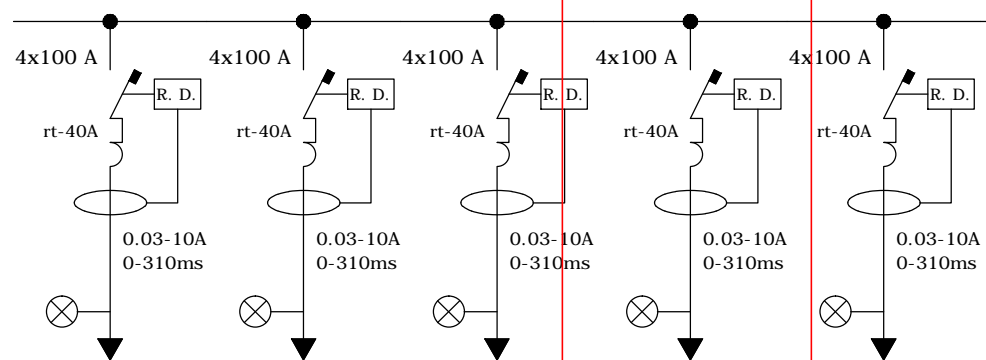 4x100 A 4x100 A 4x100 A 4x100 A 4x100 A
R. D. R. D. R. D. R. D. R. D.
rt-40A rt-40A rt-40A rt-40A rt-40A
0.03-10A 0.03-10A 0.03-10A 0.03-10A 0.03-10A
0-310ms 0-310ms 0-310ms 0-310ms 0-310ms